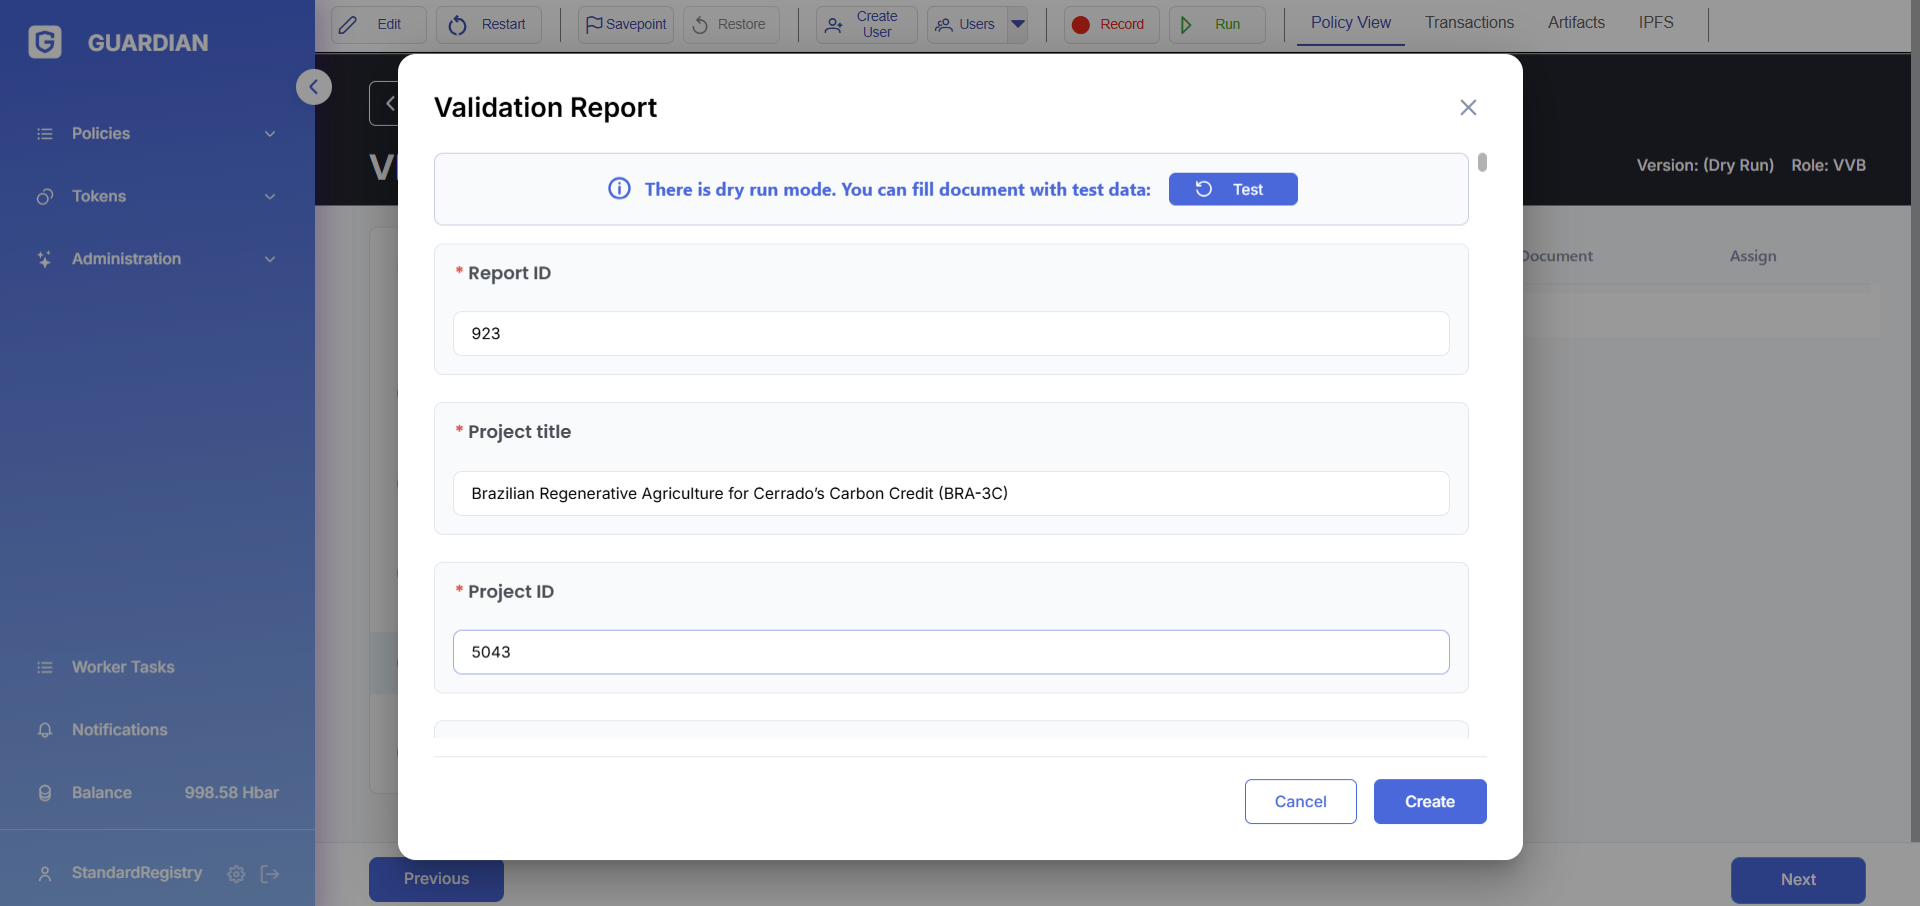 GUARDIAN
Edit
Restart
Savepoint
Restore
Create
User
Users
Record
Run
Policy View
Transactions
Artifacts
IPFS
Policies
Tokens
Administration
Worker Tasks
Notifications
Balance 998.58 Hbar
StandardRegistry
Version: (Dry Run) Role: VVB
Document Assign
Validation Report
There is dry run mode. You can fill document with test data: Test
* Report ID
923
* Project title
Brazilian Regenerative Agriculture for Cerrado’s Carbon Credit (BRA-3C)
* Project ID
5043
Cancel Create
Previous Next